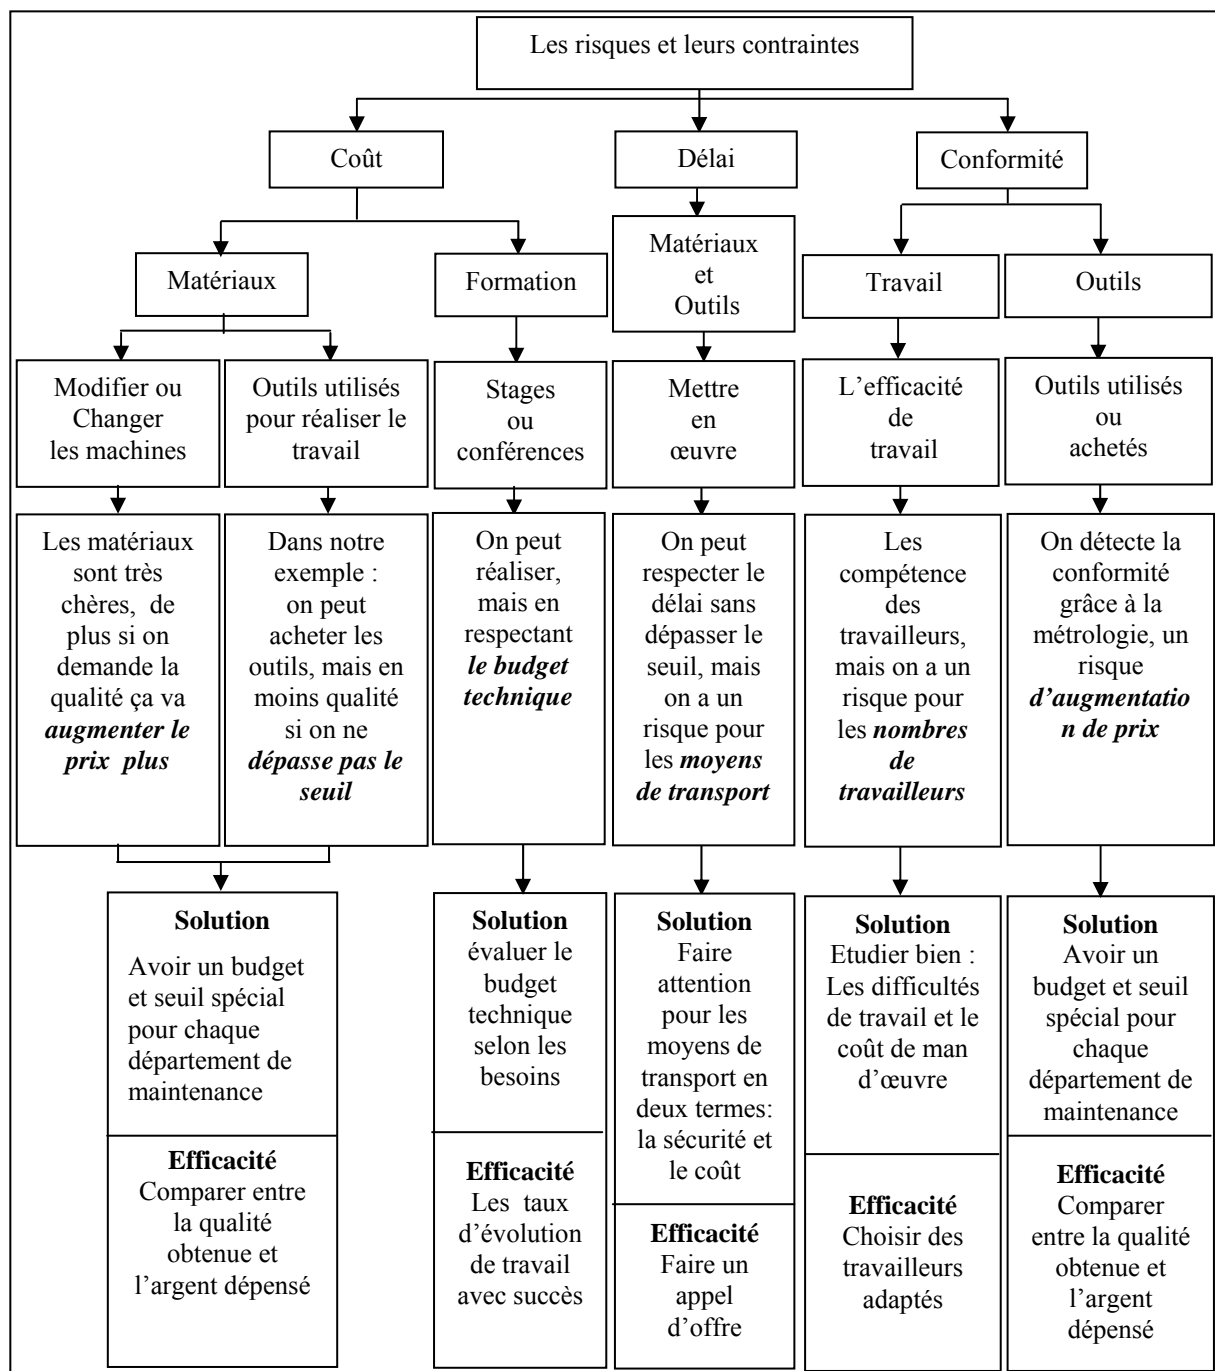 Les risques et leurs contraintes
Coût
Délai
Conformité
Matériaux
Formation
Matériaux
et
Outils
Travail
Outils
Modifier ou
Changer
les machines
Outils utilisés
pour réaliser le
travail
Stages
ou
conférences
Mettre
en
œuvre
L’efficacité
de
travail
Outils utilisés
ou
achetés
Les matériaux
sont très
chères, de
plus si on
demande la
qualité ça va
augmenter le
prix plus
Dans notre
exemple :
on peut
acheter les
outils, mais en
moins qualité
si on ne
dépasse pas le
seuil
On peut
réaliser,
mais en
respectant
le budget
technique
On peut
respecter le
délai sans
dépasser le
seuil, mais
on a un
risque pour
les moyens
de transport
Les
compétence
des
travailleurs,
mais on a un
risque pour
les nombres
de
travailleurs
On détecte la
conformité
grâce à la
métrologie, un
risque
d’augmentatio
n de prix
Solution
Avoir un budget
et seuil spécial
pour chaque
département de
maintenance
Efficacité
Comparer entre
la qualité
obtenue et
l’argent dépensé
Solution
évaluer le
budget
technique
selon les
besoins
Efficacité
Les taux
d’évolution
de travail
avec succès
Solution
Faire
attention
pour les
moyens de
transport en
deux termes:
la sécurité et
le coût
Efficacité
Faire un
appel
d’offre
Solution
Etudier bien :
Les difficultés
de travail et le
coût de man
d’œuvre
Efficacité
Choisir des
travailleurs
adaptés
Solution
Avoir un
budget et seuil
spécial pour
chaque
département de
maintenance
Efficacité
Comparer
entre la qualité
obtenue et
l’argent
dépensé